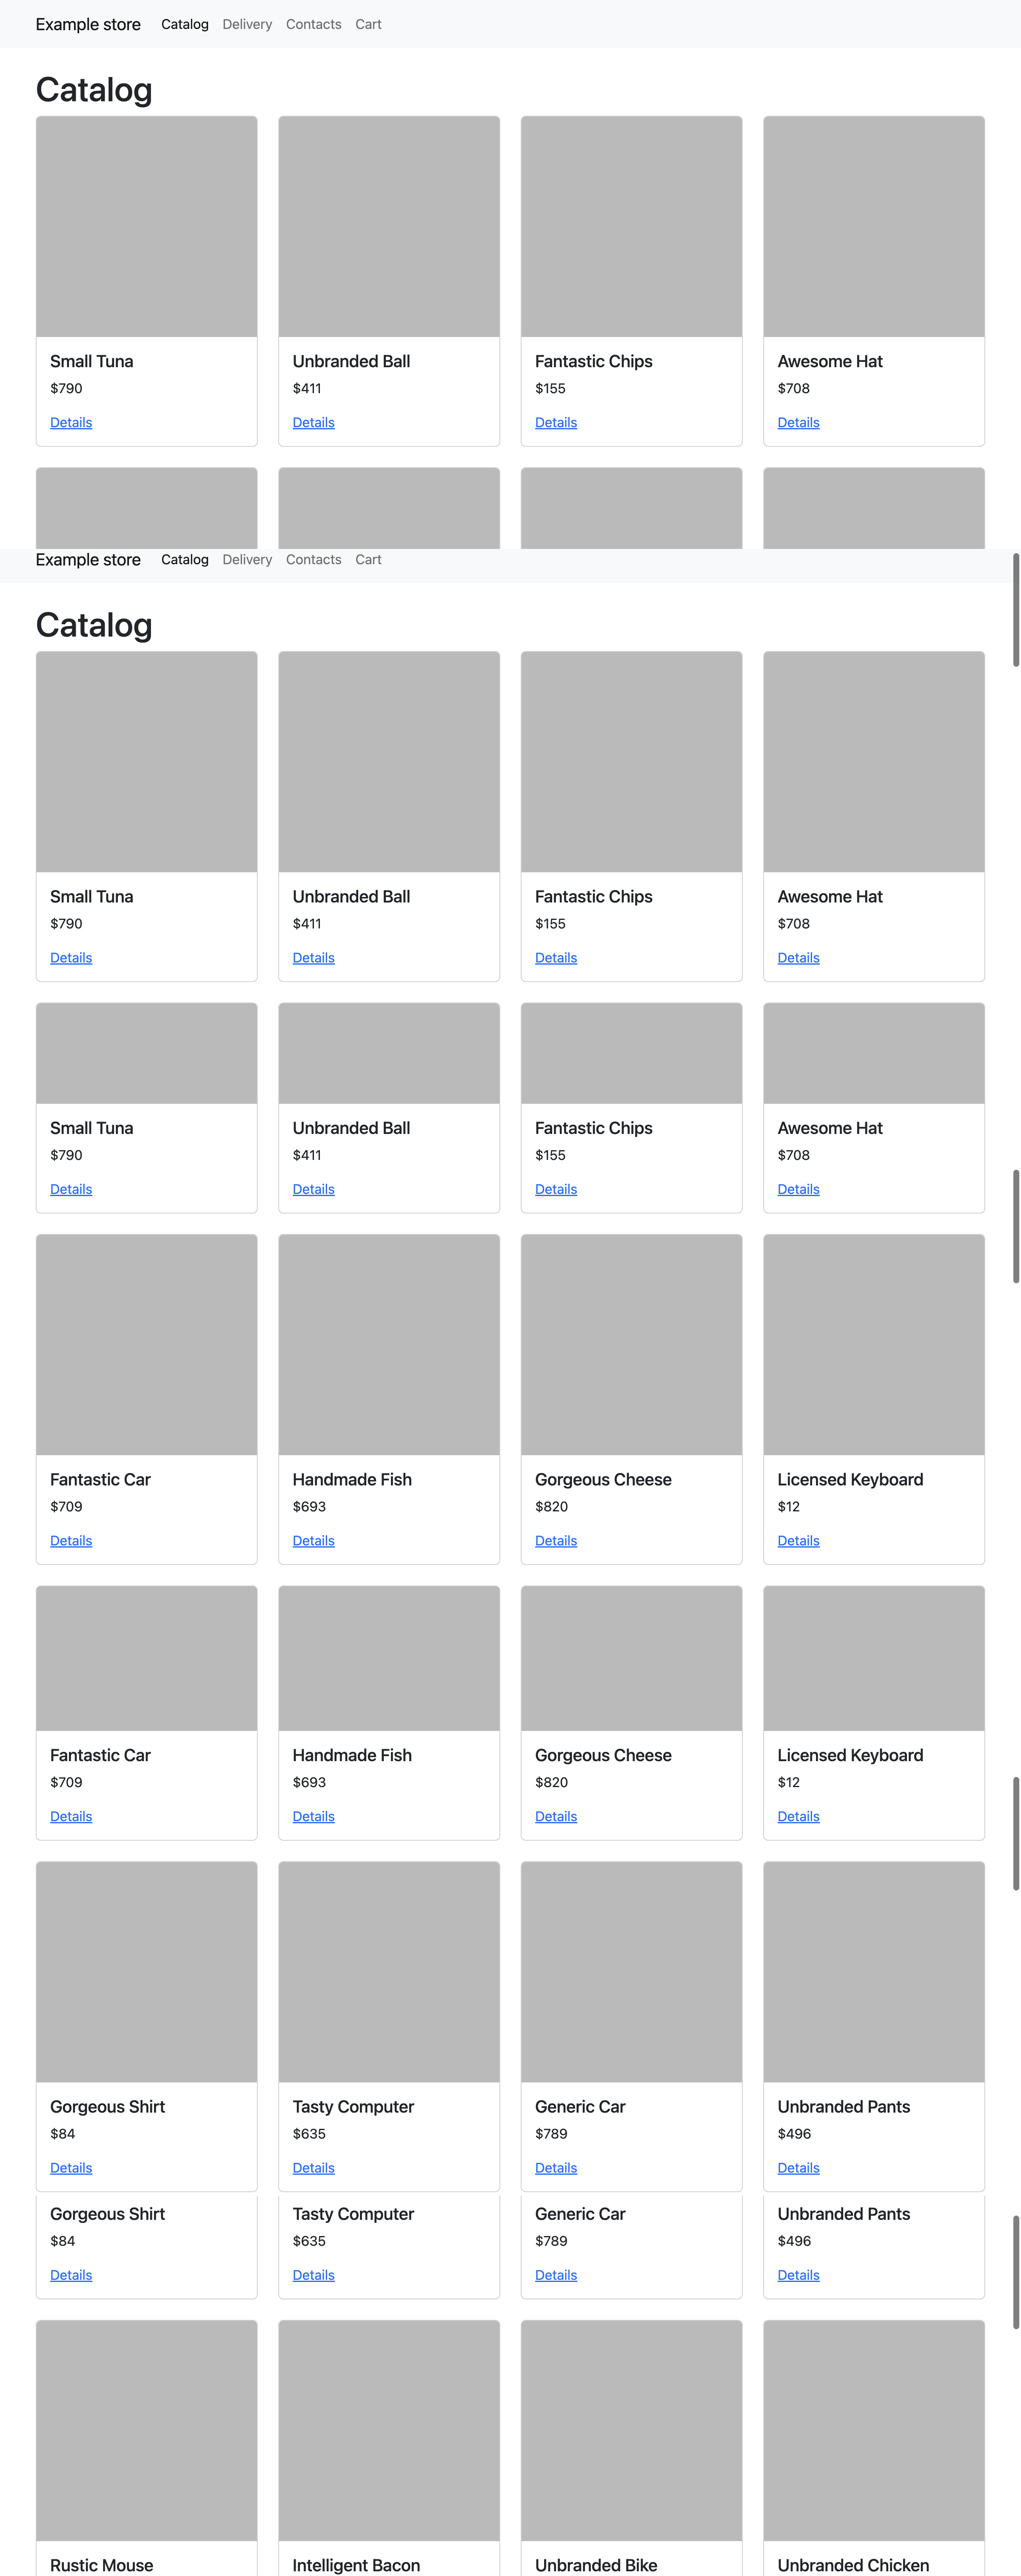 Example store Catalog Delivery Contacts Cart
Catalog
Small Tuna Unbranded Ball Fantastic Chips Awesome Hat
$790 $411 $155 $708
Details Details Details Details
Example store Catalog Delivery Contacts Cart
Catalog
Small Tuna Unbranded Ball Fantastic Chips Awesome Hat
$790 $411 $155 $708
Details Details Details Details
Small Tuna Unbranded Ball Fantastic Chips Awesome Hat
$790 $411 $155 $708
Details Details Details Details
Fantastic Car Handmade Fish Gorgeous Cheese Licensed Keyboard
$709 $693 $820 $12
Details Details Details Details
Fantastic Car Handmade Fish Gorgeous Cheese Licensed Keyboard
$709 $693 $820 $12
Details Details Details Details
Gorgeous Shirt Tasty Computer Generic Car Unbranded Pants
$84 $635 $789 $496
Details Details Details Details
Gorgeous Shirt Tasty Computer Generic Car Unbranded Pants
$84 $635 $789 $496
Details Details Details Details
Rustic Mouse Intelligent Bacon Unbranded Bike Unbranded Chicken